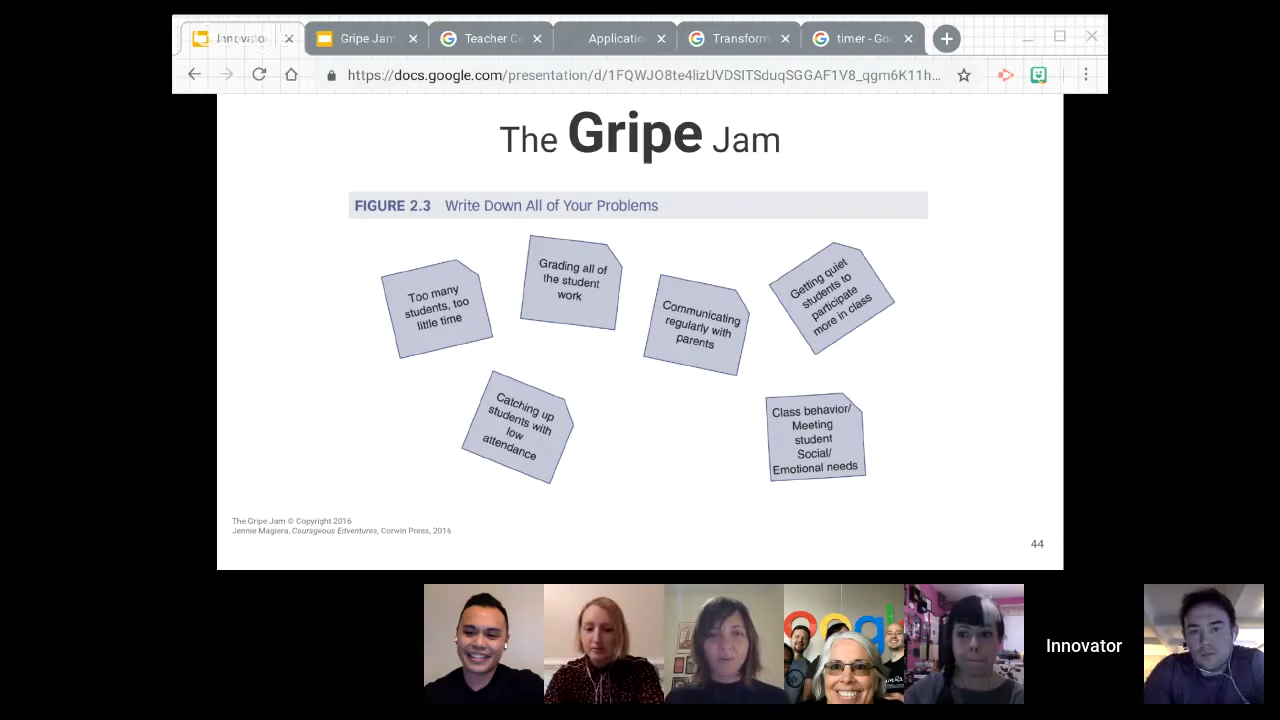 Innovato
Gripe Jam
Teacher Ce
Application
Transform
timer - Goo
https://docs.google.com/presentation/d/1FQWJO8te4lizUVDSITSduqSGGAF1V8_qgm6K11h...
The Gripe Jam
FIGURE 2.3 Write Down All of Your Problems
Too many
students, too
little time
Grading all of
the student
work
Communicating
regularly with
parents
Getting quiet
students to
participate
more in class
Catching up
students with
low
attendance
Class behavior/
Meeting
student
Social/
Emotional needs
The Gripe Jam © Copyright 2016
Jennie Magiera, Courageous Edventures, Corwin Press, 2016
44
Innovator